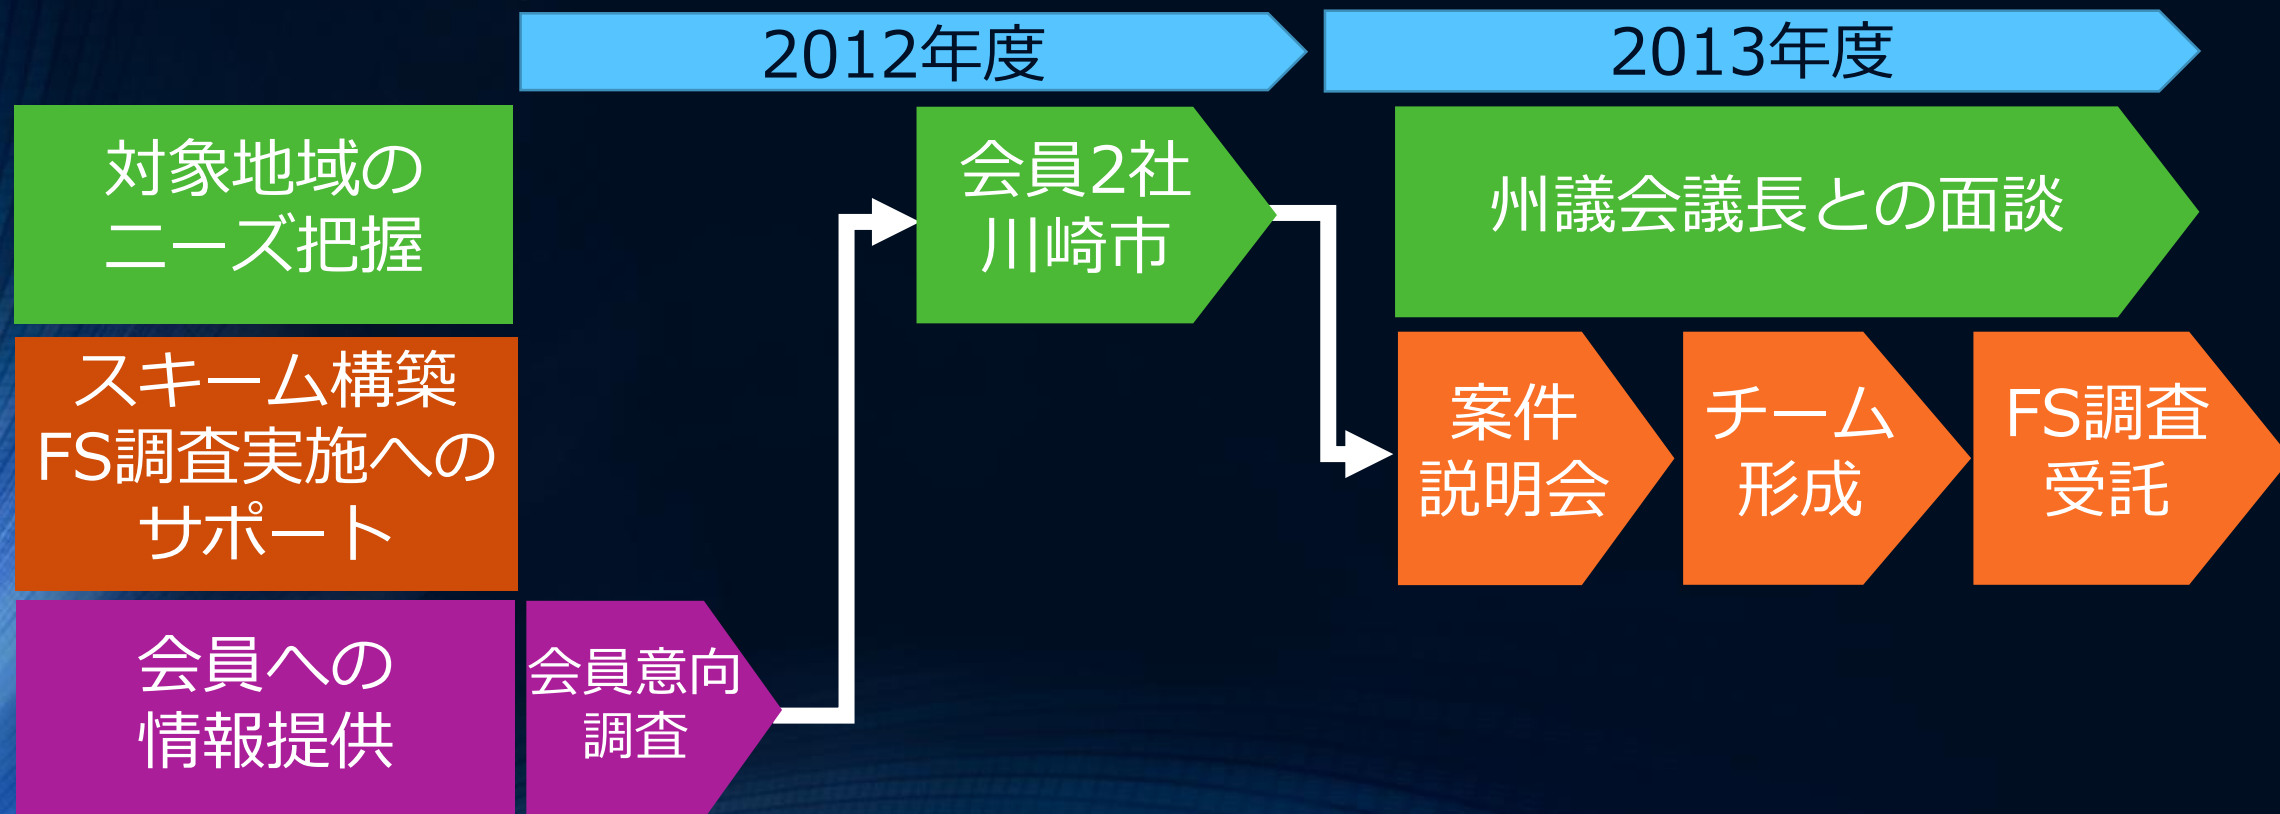 2012年度
2013年度
対象地域の
ニーズ把握
会員2社
川崎市
州議会議長との面談
スキーム構築
FS調査実施への
サポート
案件
説明会
チーム
形成
FS調査
受託
会員への
情報提供
会員意向
調査